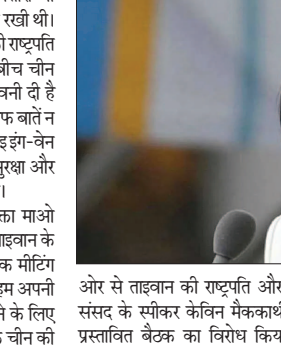 रखी थी।
राष्ट्रपति
बीच चीन
वनी दी है
फ बातें न
इंग-वेन
सुरक्षा और
क्ता माओ
ताइवान के
क मीटिंग
हम अपनी
ने के लिए
चीन की
ओर से ताइवान की राष्ट्रपति और
संसद के स्पीकर केविन मैककार्थी
प्रस्तावित बैठक का विरोध किय